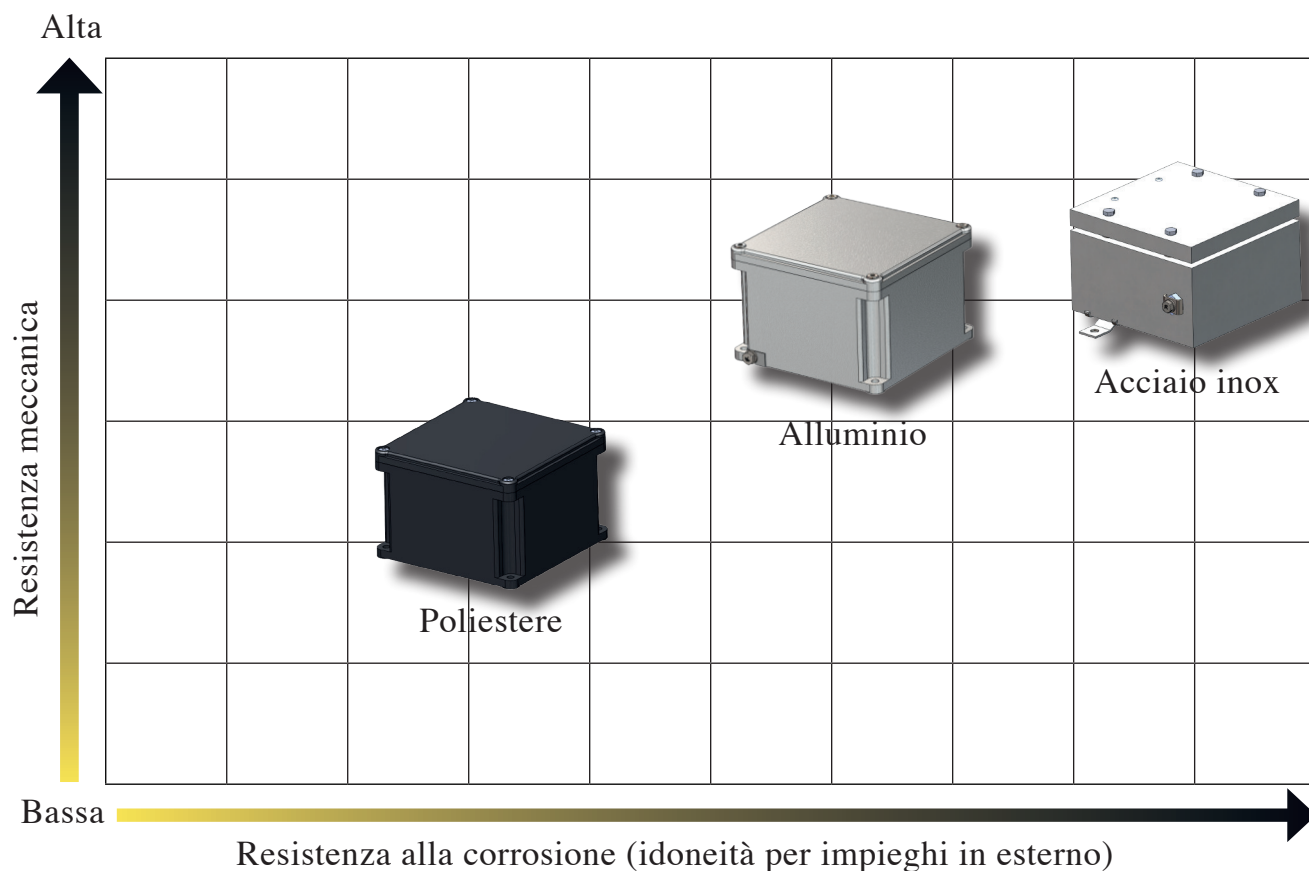 Alta
Resistenza meccanica
Acciaio inox
Alluminio
Poliestere
Bassa
Resistenza alla corrosione (idoneità per impieghi in esterno)